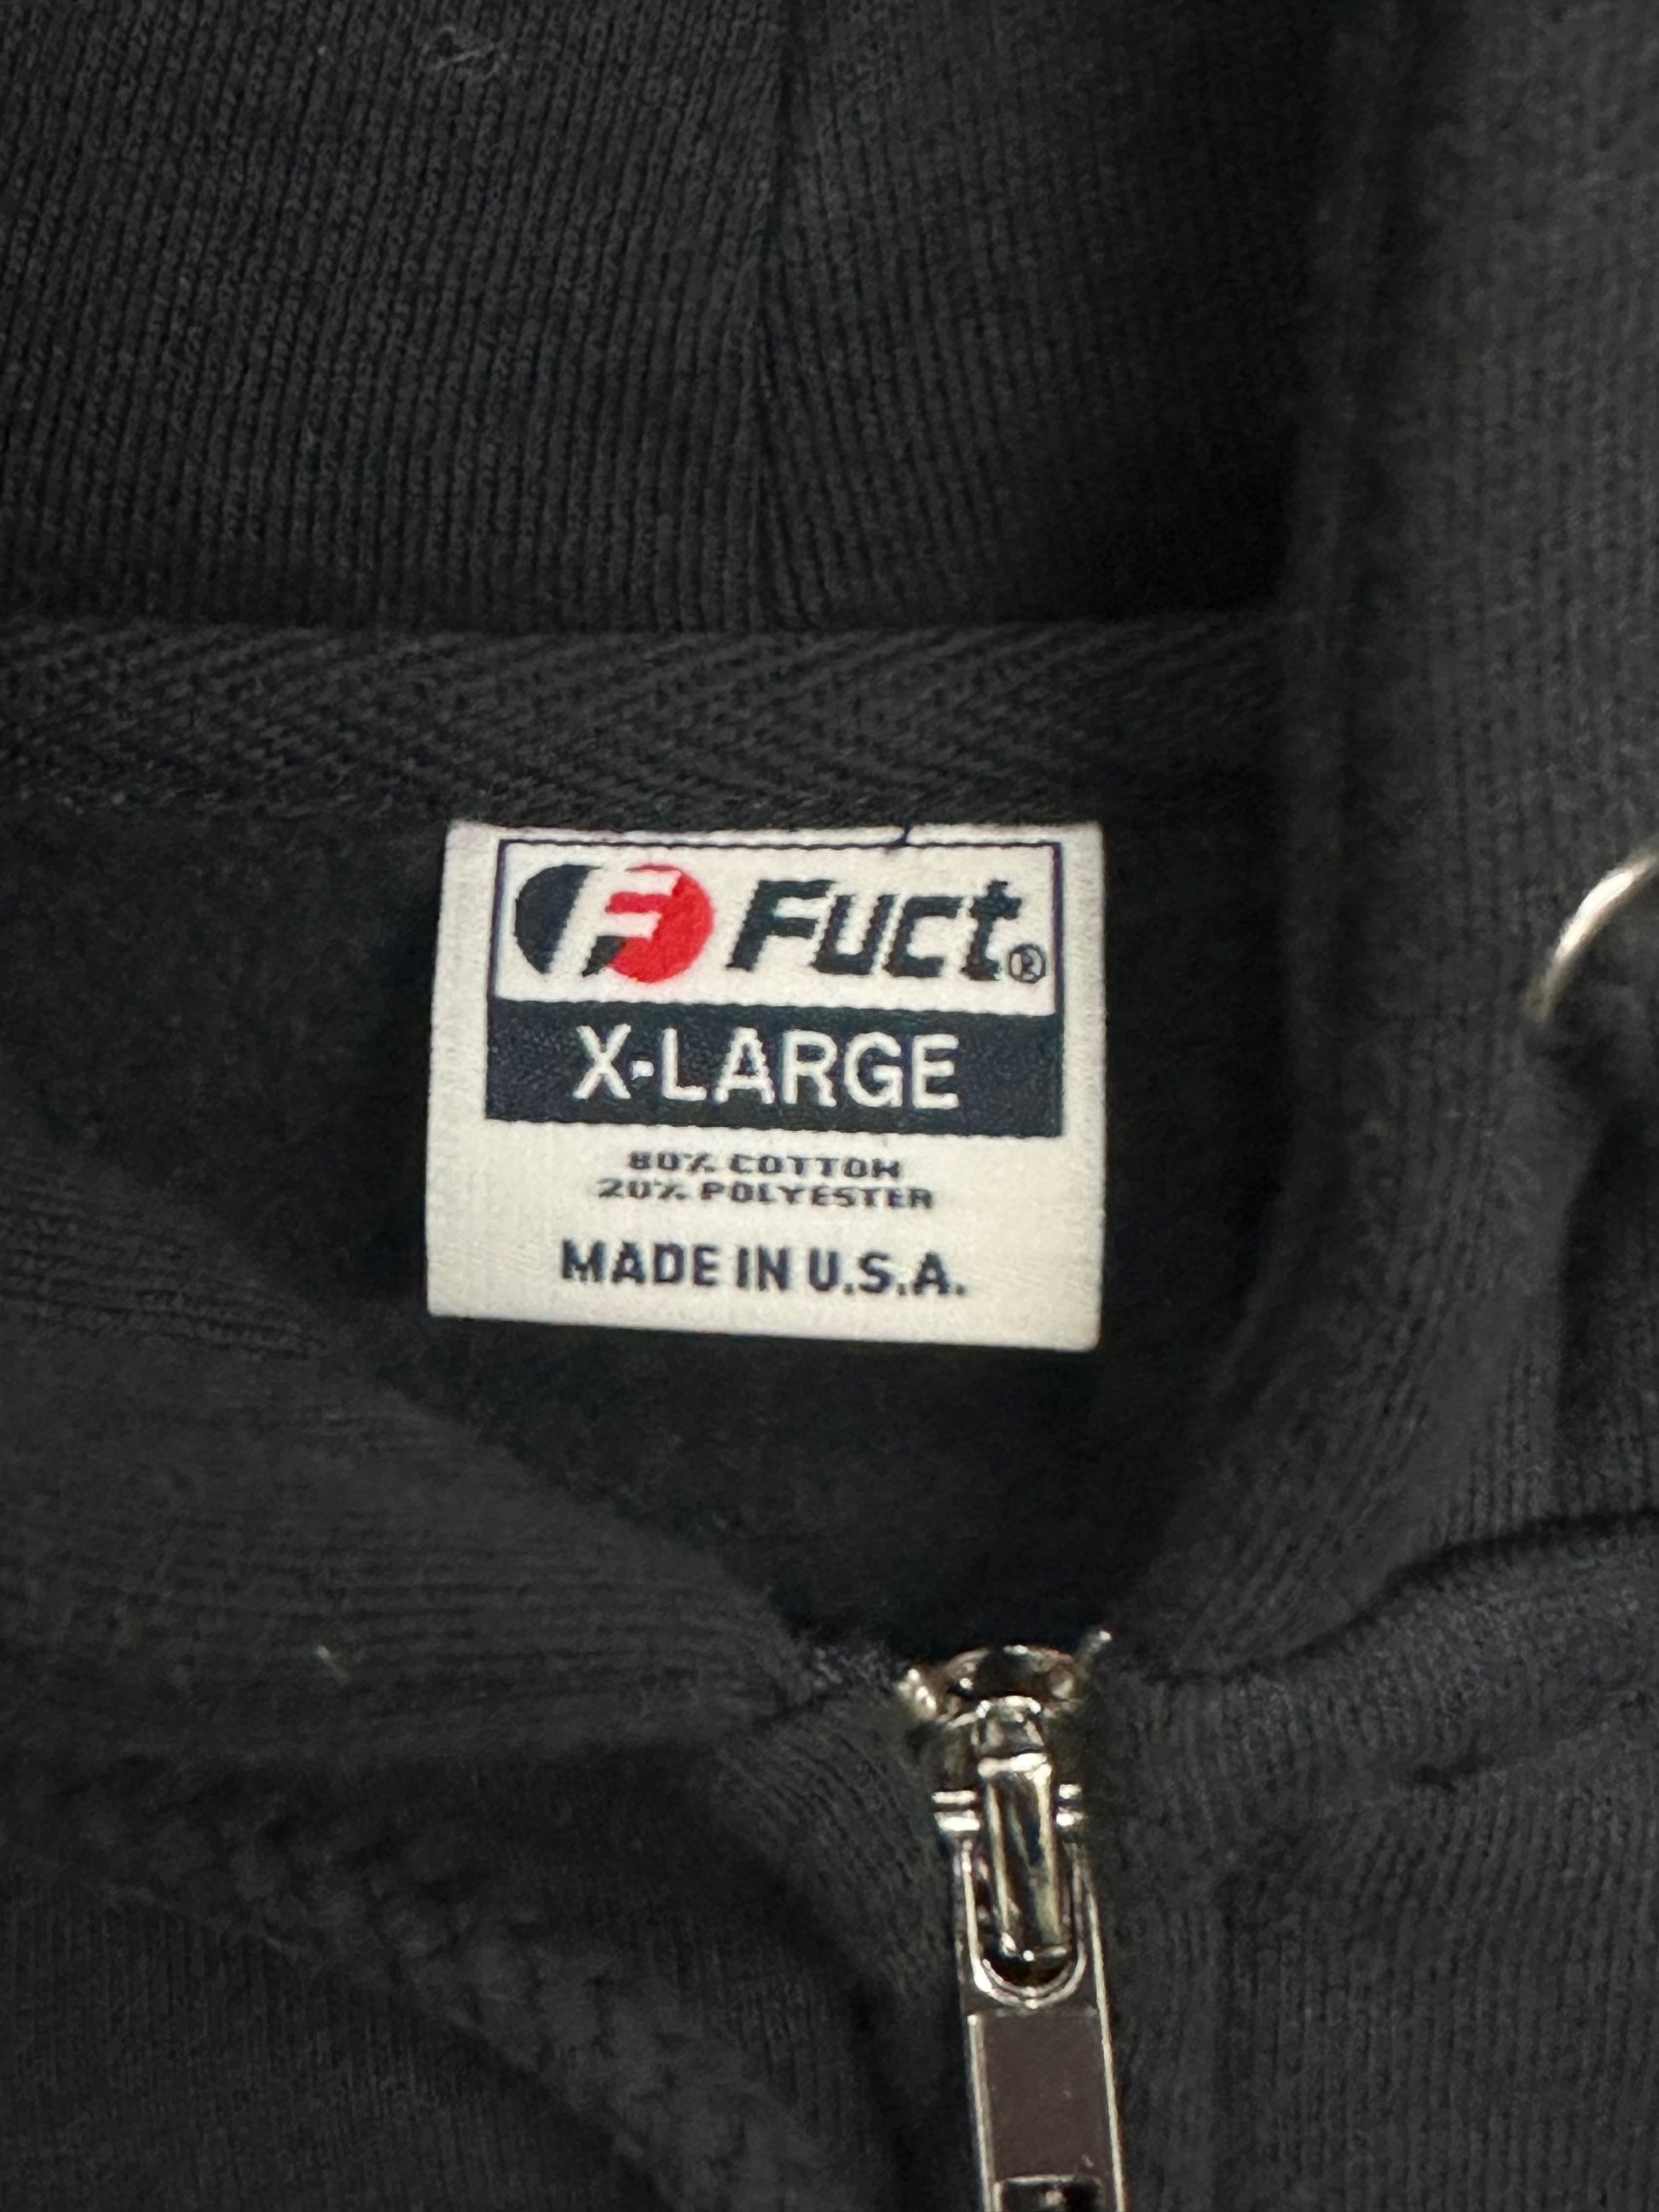 F Fuct®
X-LARGE
80% COTTON
20% POLYESTER
MADE IN U.S.A.